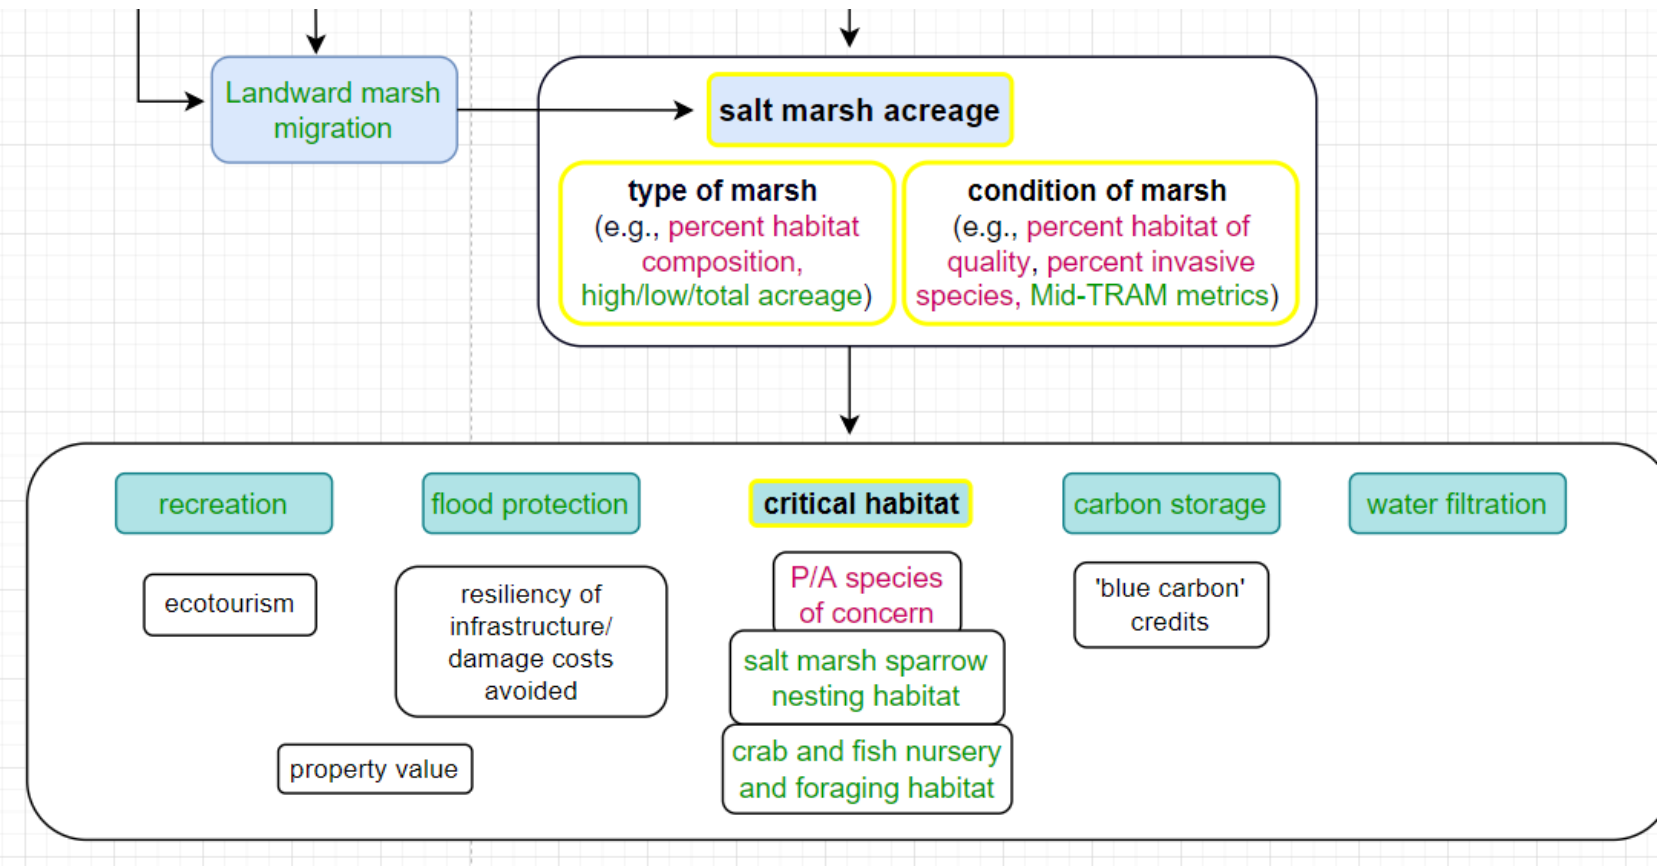 Landward marsh
migration
salt marsh acreage
type of marsh
(e.g., percent habitat
composition,
high/low/total acreage)
condition of marsh
(e.g., percent habitat of
quality, percent invasive
species, Mid-TRAM metrics)
recreation
flood protection
critical habitat
carbon storage
water filtration
ecotourism
resiliency of
infrastructure/
damage costs
avoided
property value
P/A species
of concern
salt marsh sparrow
nesting habitat
crab and fish nursery
and foraging habitat
'blue carbon'
credits